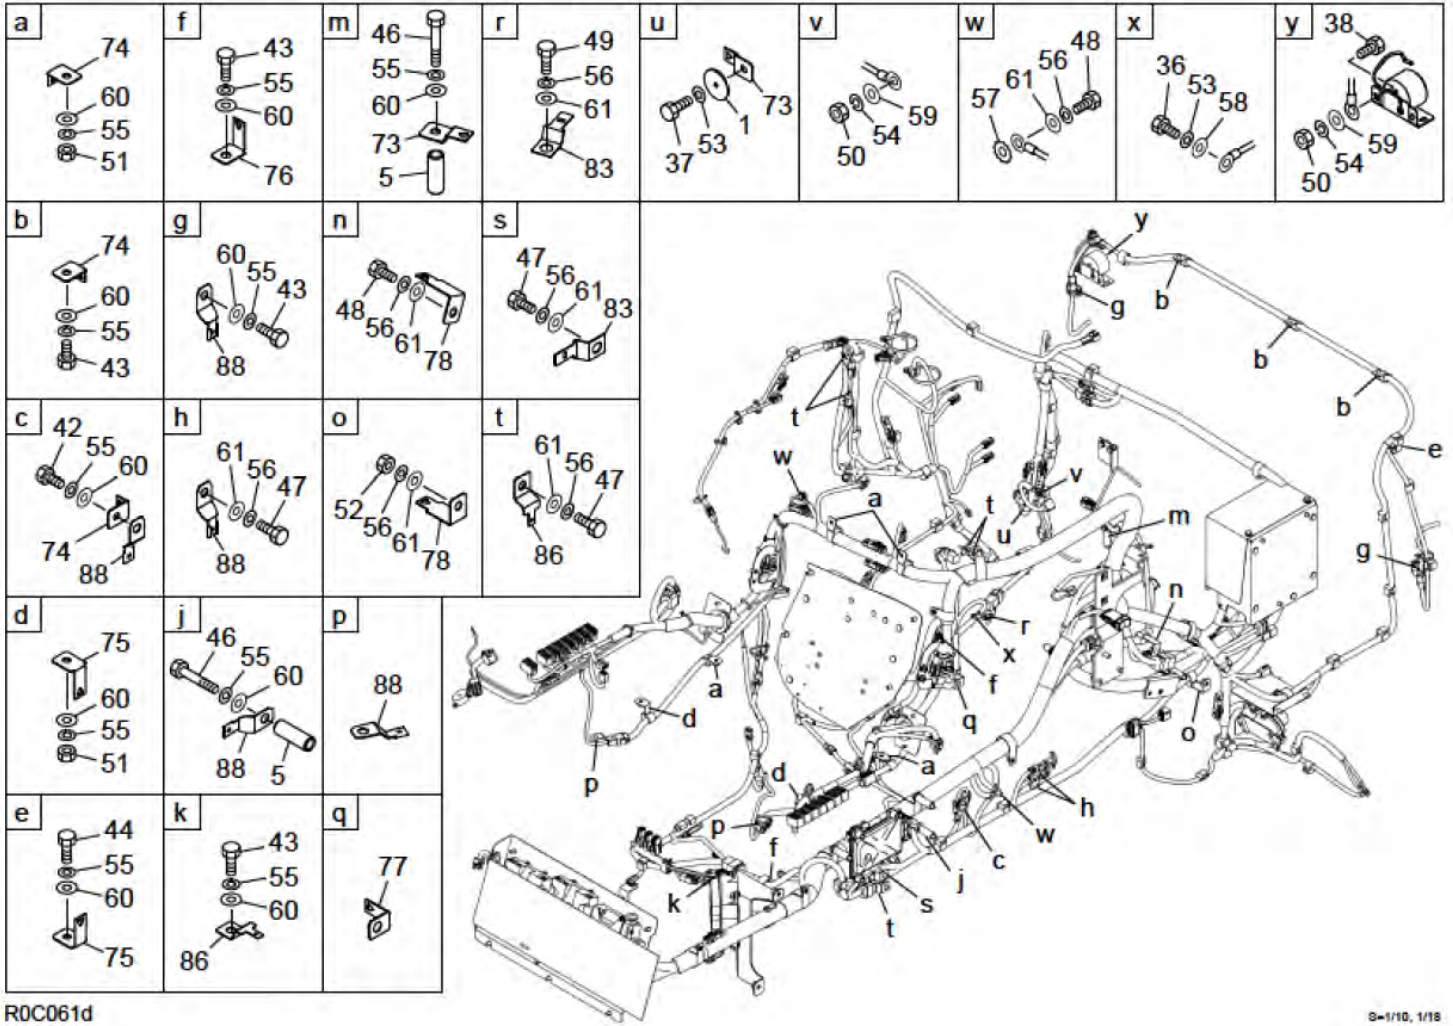 a
74
60
55
51
f
43
55
60
76
m
46
55
60
73
5
r
49
56
61
83
u
73
1
53
37
v
59
54
50
w
48
56
61
57
x
36
53
58
y
38
59
54
50
b
74
60
55
43
g
60
55
43
88
n
48
56
61
78
s
47
56
61
83
c
42
55
60
74
88
h
61
56
47
88
o
52
56
61
78
t
61
56
47
86
d
75
60
55
51
j
46
55
60
88
5
p
88
e
44
55
60
75
k
43
55
60
86
q
77
y
g
b
b
b
e
t
w
a
t
u
v
m
g
n
r
x
f
a
d
q
o
p
a
d
h
p
w
f
c
j
k
s
t
R0C061d
S=1/10, 1/18